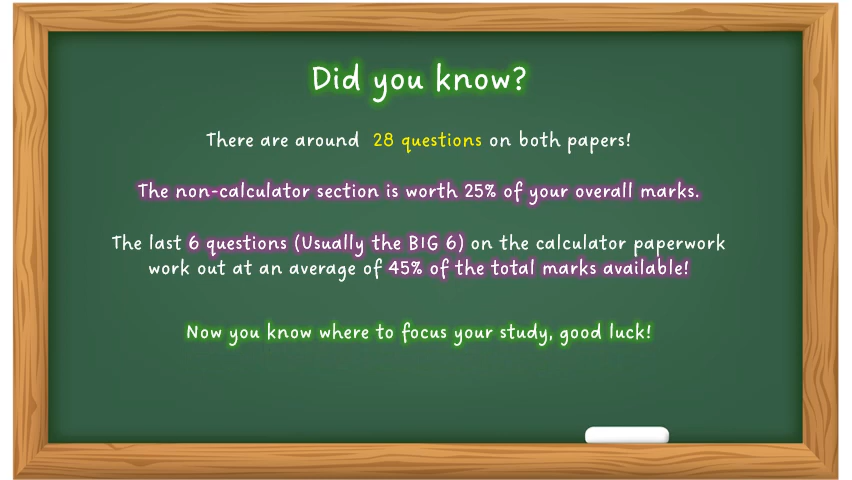 Did you know?
There are around 28 questions on both papers!
The non-calculator section is worth 25% of your overall marks.
The last 6 questions (Usually the BIG 6) on the calculator paperwork
work out at an average of 45% of the total marks available!
Now you know where to focus your study, good luck!